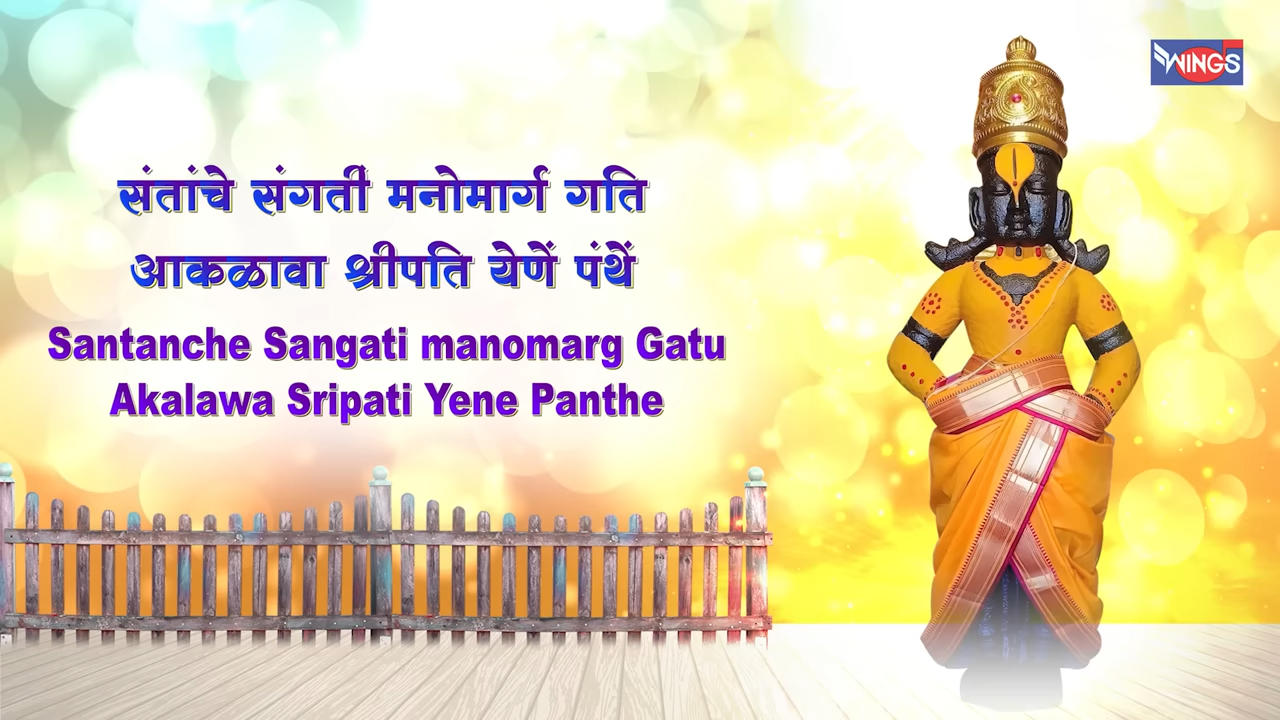 WINGS
संतांचे संगतीं मनोमार्ग गति
आकळावा श्रीपति येणें पंथें
Santanche Sangati manomarg Gatu
Akalawa Sripati Yene Panthe